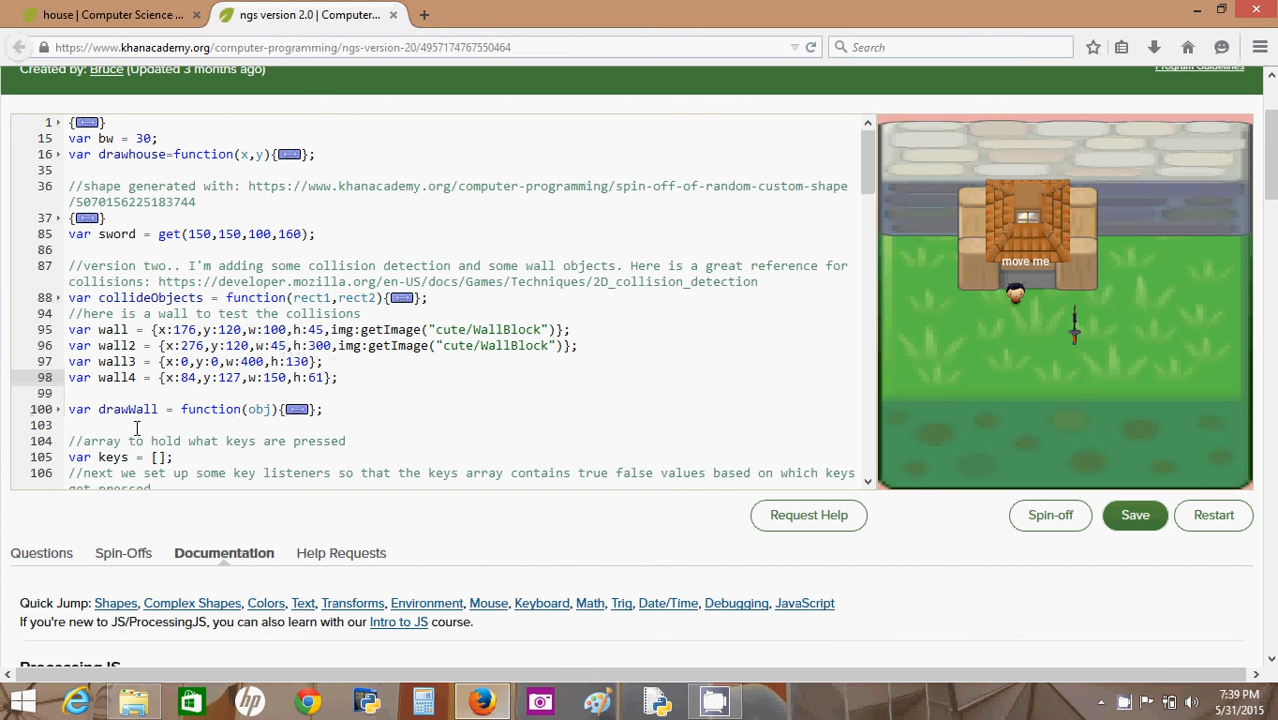 house | Computer Science ...
ngs version 2.0 | Computer...
https://www.khanacademy.org/computer-programming/ngs-version-20/4957174767550464
Search
Created by: Bruce (Updated 3 months ago)
Program Guidelines
1 {}
15 var bw = 30;
16 var drawhouse=function(x,y){};
35
36 //shape generated with: https://www.khanacademy.org/computer-programming/spin-off-of-random-custom-shape
/5070156225183744
37 {}
85 var sword = get(150,150,100,160);
86
87 //version two.. I'm adding some collision detection and some wall objects. Here is a great reference for
collisions: https://developer.mozilla.org/en-US/docs/Games/Techniques/2D_collision_detection
88 var collideObjects = function(rect1,rect2){};
94 //here is a wall to test the collisions
95 var wall = {x:176,y:120,w:100,h:45,img:getImage("cute/WallBlock")};
96 var wall2 = {x:276,y:120,w:45,h:300,img:getImage("cute/WallBlock")};
97 var wall3 = {x:0,y:0,w:400,h:130};
98 var wall4 = {x:84,y:127,w:150,h:61};
99
100 var drawWall = function(obj){};
103
104 //array to hold what keys are pressed
105 var keys = [];
106 //next we set up some key listeners so that the keys array contains true false values based on which keys
get pressed
move me
Request Help
Spin-off
Save
Restart
Questions Spin-Offs Documentation Help Requests
Quick Jump: Shapes, Complex Shapes, Colors, Text, Transforms, Environment, Mouse, Keyboard, Math, Trig, Date/Time, Debugging, JavaScript
If you're new to JS/ProcessingJS, you can also learn with our Intro to JS course.
ProcessingJS
7:39 PM
5/31/2015